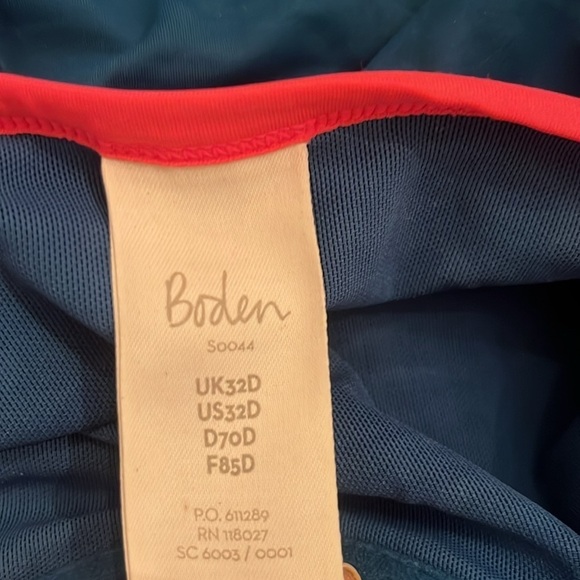 Boden
S0044
UK32D
US32D
D70D
F85D
P.O. 611289
RN 118027
SC 6003 / 0001